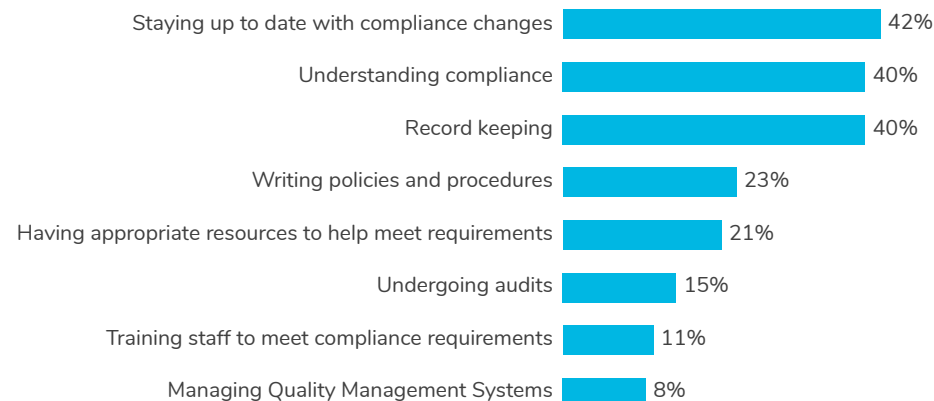 Staying up to date with compliance changes 42%
Understanding compliance 40%
Record keeping 40%
Writing policies and procedures 23%
Having appropriate resources to help meet requirements 21%
Undergoing audits 15%
Training staff to meet compliance requirements 11%
Managing Quality Management Systems 8%